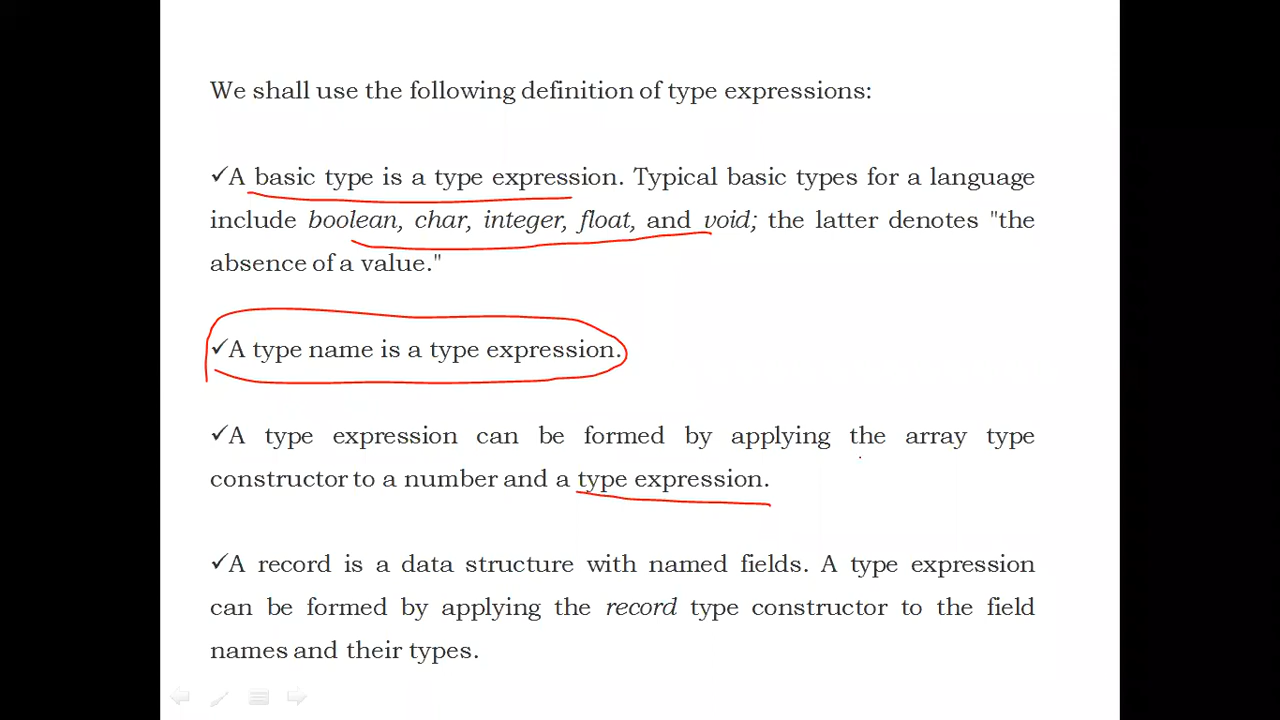 We shall use the following definition of type expressions:
✓A basic type is a type expression. Typical basic types for a language
include boolean, char, integer, float, and void; the latter denotes "the
absence of a value."
✓A type name is a type expression.
✓A type expression can be formed by applying the array type
constructor to a number and a type expression.
✓A record is a data structure with named fields. A type expression
can be formed by applying the record type constructor to the field
names and their types.